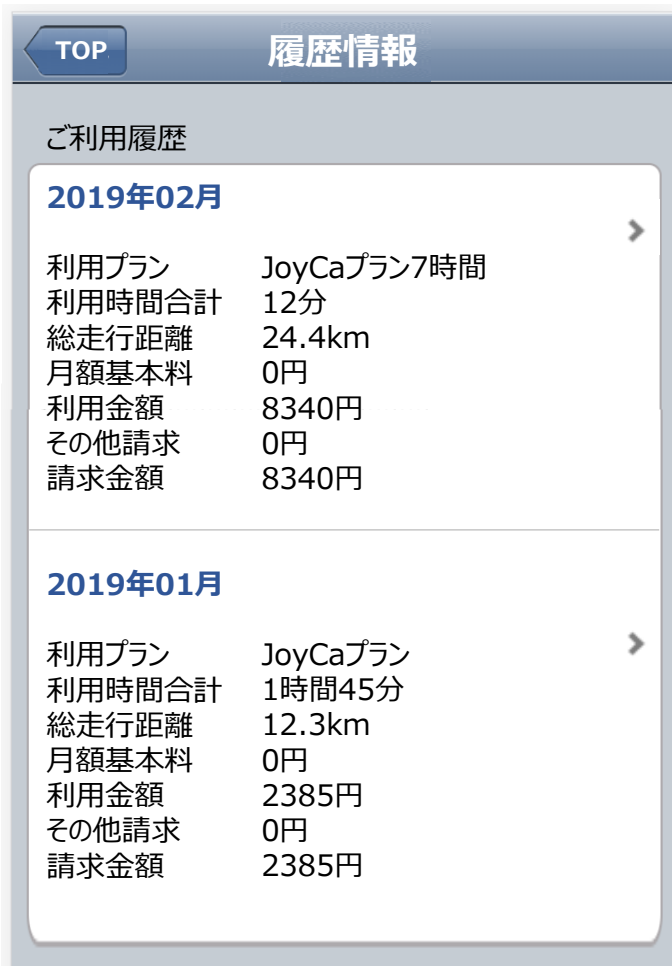 TOP
履歴情報
ご利用履歴
2019年02月
利用プラン JoyCaプラン7時間
利用時間合計 12分
総走行距離 24.4km
月額基本料 0円
利用金額 8340円
その他請求 0円
請求金額 8340円
2019年01月
利用プラン JoyCaプラン
利用時間合計 1時間45分
総走行距離 12.3km
月額基本料 0円
利用金額 2385円
その他請求 0円
請求金額 2385円